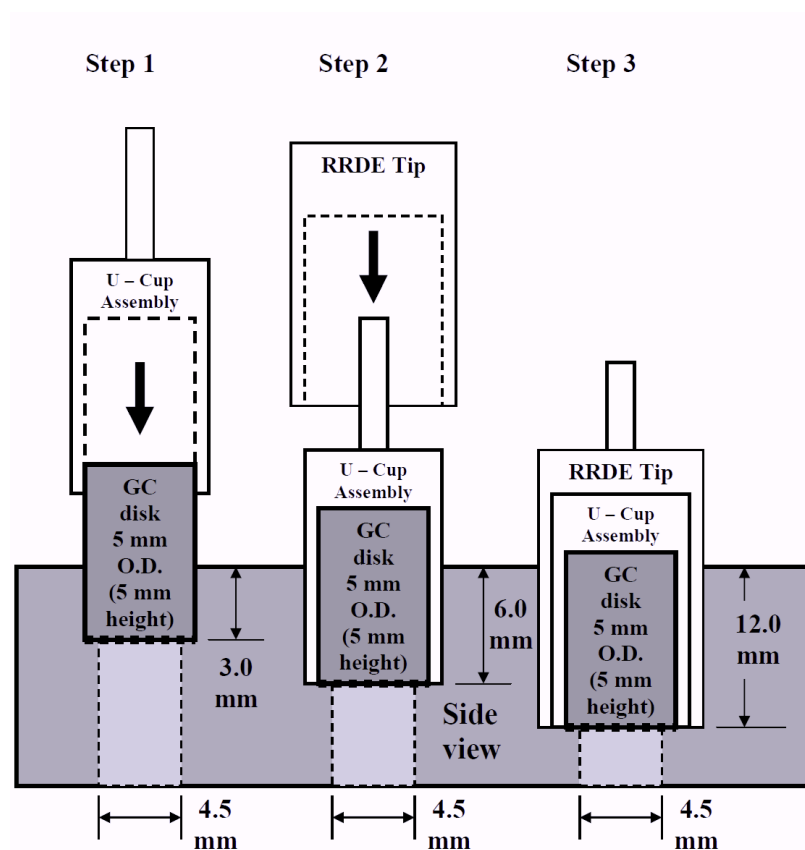 Step 1
Step 2
Step 3
RRDE Tip
U – Cup
Assembly
GC
disk
5 mm
O.D.
(5 mm
height)
3.0
mm
U – Cup
Assembly
GC
disk
5 mm
O.D.
(5 mm
height)
6.0
mm
RRDE Tip
U – Cup
Assembly
GC
disk
5 mm
O.D.
(5 mm
height)
12.0
mm
Side
view
4.5
mm
4.5
mm
4.5
mm